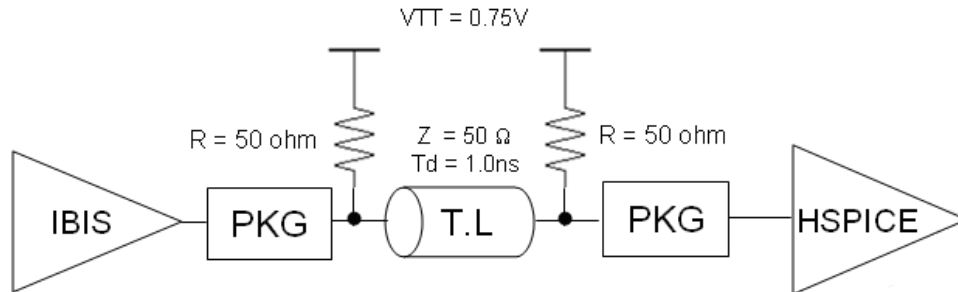 VTT = 0.75V
R = 50 ohm
Z = 50 Ω
Td = 1.0ns
R = 50 ohm
IBIS
PKG
T.L
PKG
HSPICE